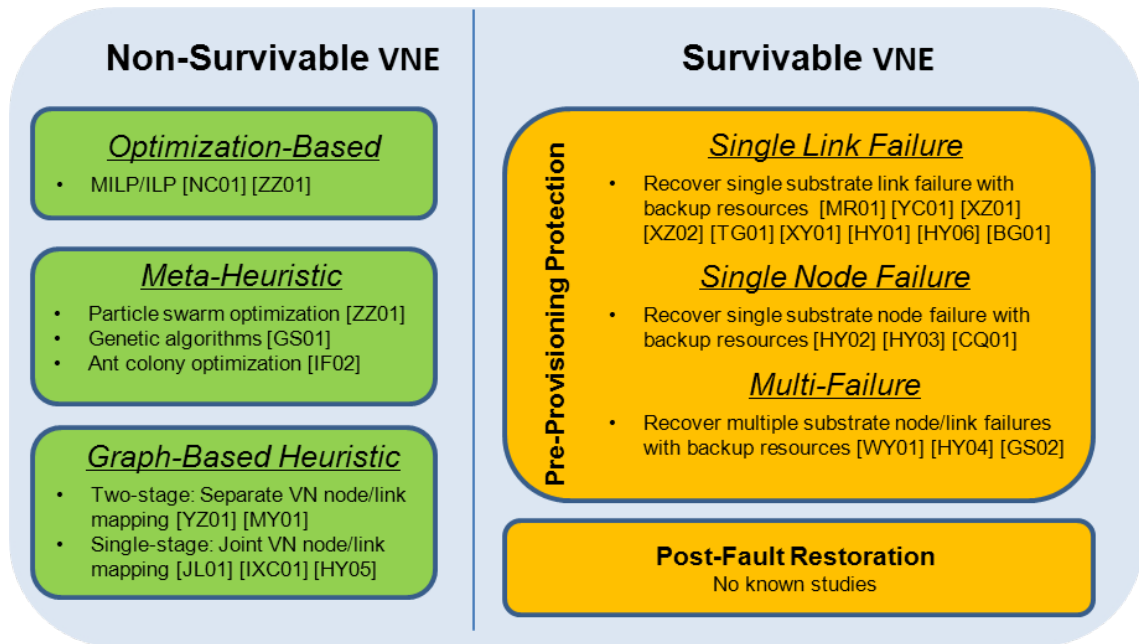 Non-Survivable VNE
Optimization-Based
• MILP/ILP [NC01] [ZZ01]
Meta-Heuristic
• Particle swarm optimization [ZZ01]
• Genetic algorithms [GS01]
• Ant colony optimization [IF02]
Graph-Based Heuristic
• Two-stage: Separate VN node/link
mapping [YZ01] [MY01]
• Single-stage: Joint VN node/link
mapping [JL01] [IXC01] [HY05]
Survivable VNE
Pre-Provisioning Protection
Single Link Failure
• Recover single substrate link failure with
backup resources [MR01] [YC01] [XZ01]
[XZ02] [TG01] [XY01] [HY01] [HY06] [BG01]
Single Node Failure
• Recover single substrate node failure with
backup resources [HY02] [HY03] [CQ01]
Multi-Failure
• Recover multiple substrate node/link failures
with backup resources [WY01] [HY04] [GS02]
Post-Fault Restoration
No known studies